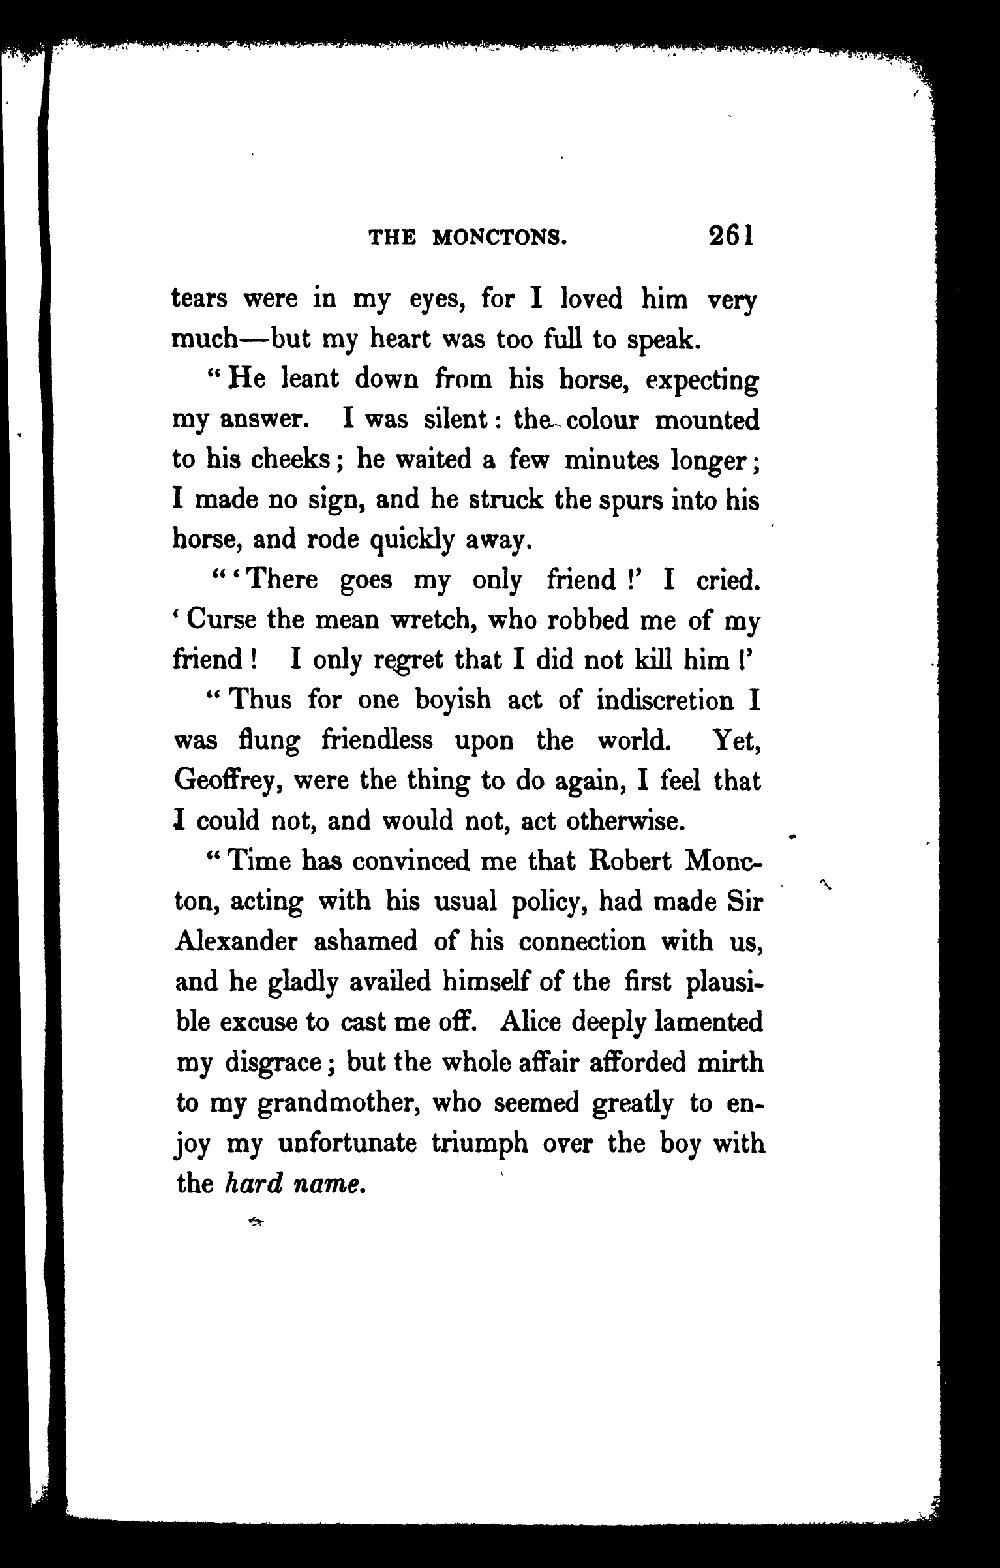 THE MONCTONS. 261
tears were in my eyes, for I loved him very
much—but my heart was too full to speak.
“ He leant down from his horse, expecting
my answer. I was silent : the colour mounted
to his cheeks ; he waited a few minutes longer ;
I made no sign, and he struck the spurs into his
horse, and rode quickly away.
“ ‘ There goes my only friend !’ I cried.
‘ Curse the mean wretch, who robbed me of my
friend ! I only regret that I did not kill him !’
“ Thus for one boyish act of indiscretion I
was flung friendless upon the world. Yet,
Geoffrey, were the thing to do again, I feel that
I could not, and would not, act otherwise.
“ Time has convinced me that Robert Monc-
ton, acting with his usual policy, had made Sir
Alexander ashamed of his connection with us,
and he gladly availed himself of the first plausi-
ble excuse to cast me off. Alice deeply lamented
my disgrace ; but the whole affair afforded mirth
to my grandmother, who seemed greatly to en-
joy my unfortunate triumph over the boy with
the hard name.